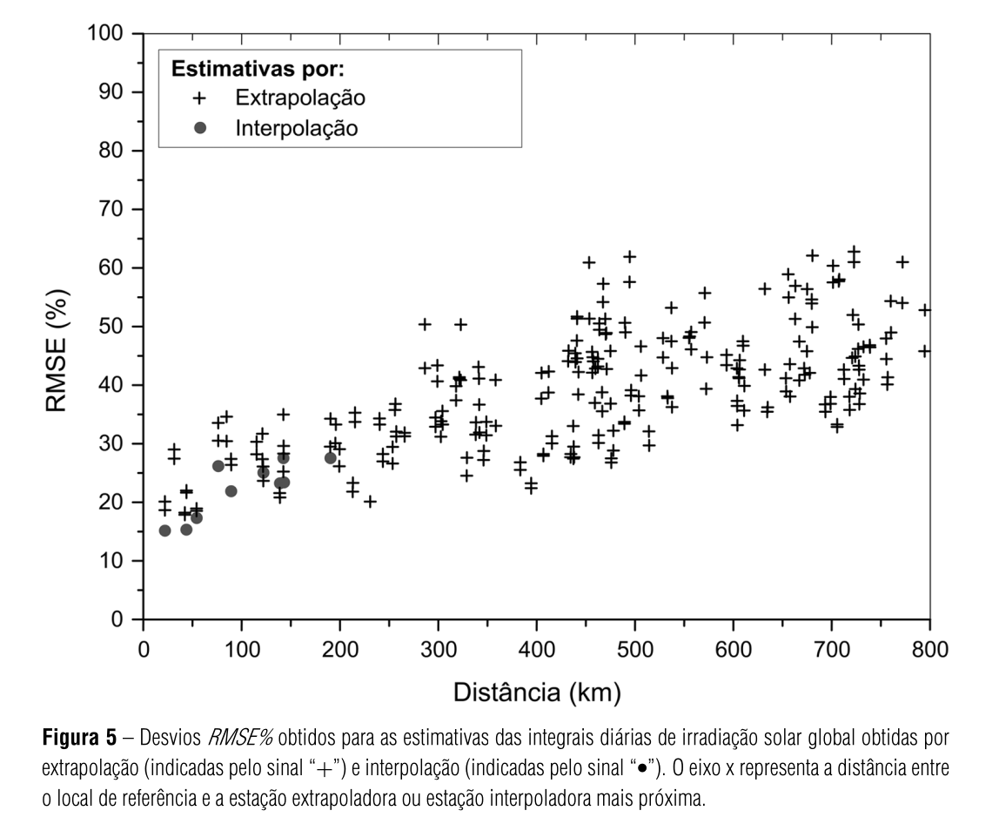 100
90
80
70
60
50
40
30
20
10
0
RMSE (%)
Estimativas por:
+ Extrapolação
● Interpolação
0 100 200 300 400 500 600 700 800
Distância (km)
Figura 5 – Desvios RMSE% obtidos para as estimativas das integrais diárias de irradiação solar global obtidas por
extrapolação (indicadas pelo sinal “+”) e interpolação (indicadas pelo sinal “●”). O eixo x representa a distância entre
o local de referência e a estação extrapoladora ou estação interpoladora mais próxima.